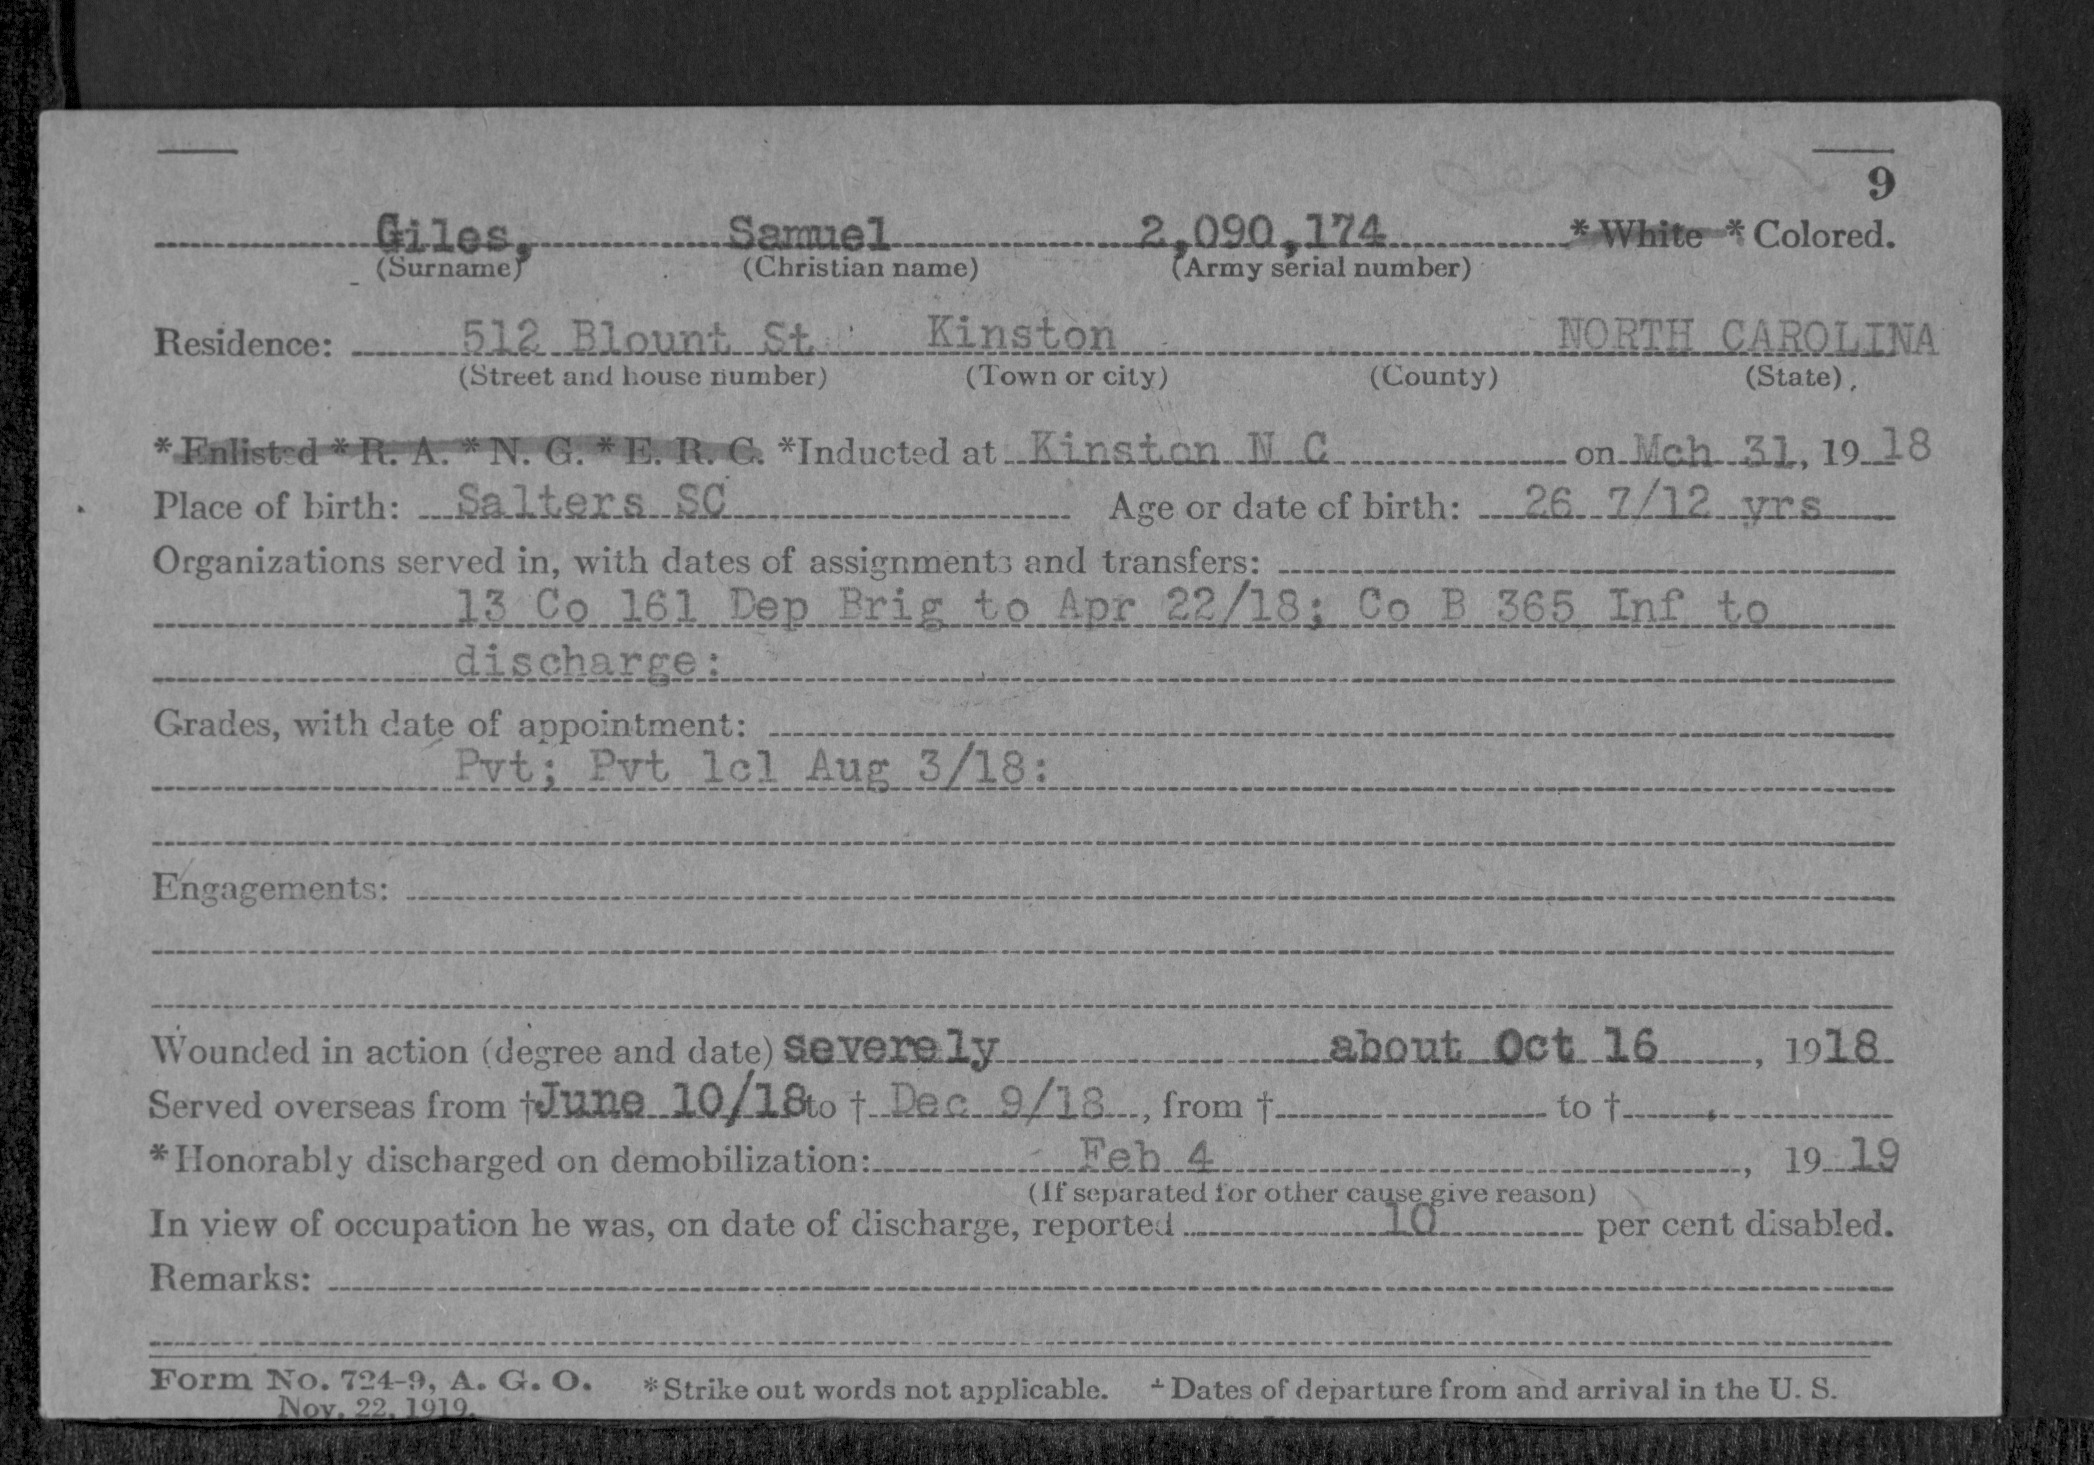 9
Giles, Samuel 2,090,174 * White * Colored.
(Surname) (Christian name) (Army serial number)
Residence: 512 Blount St Kinston NORTH CAROLINA
(Street and house number) (Town or city) (County) (State)
* Enlisted * R. A. * N. G. * E. R. C. *Inducted at Kinston N C on Mch 31, 19 18
Place of birth: Salters SC Age or date of birth: 26 7/12 yrs
Organizations served in, with dates of assignments and transfers:
13 Co 161 Dep Brig to Apr 22/18; Co B 365 Inf to
discharge:
Grades, with date of appointment:
Pvt; Pvt 1cl Aug 3/18:
Engagements:
Wounded in action (degree and date) severely about Oct 16, 1918
Served overseas from †June 10/18 to † Dec 9/18, from † to †
* Honorably discharged on demobilization: Feb 4, 19 19
(If separated for other cause give reason)
In view of occupation he was, on date of discharge, reported 10 per cent disabled.
Remarks:
Form No. 724-9, A. G. O. *Strike out words not applicable. †Dates of departure from and arrival in the U. S.
Nov. 22, 1919.